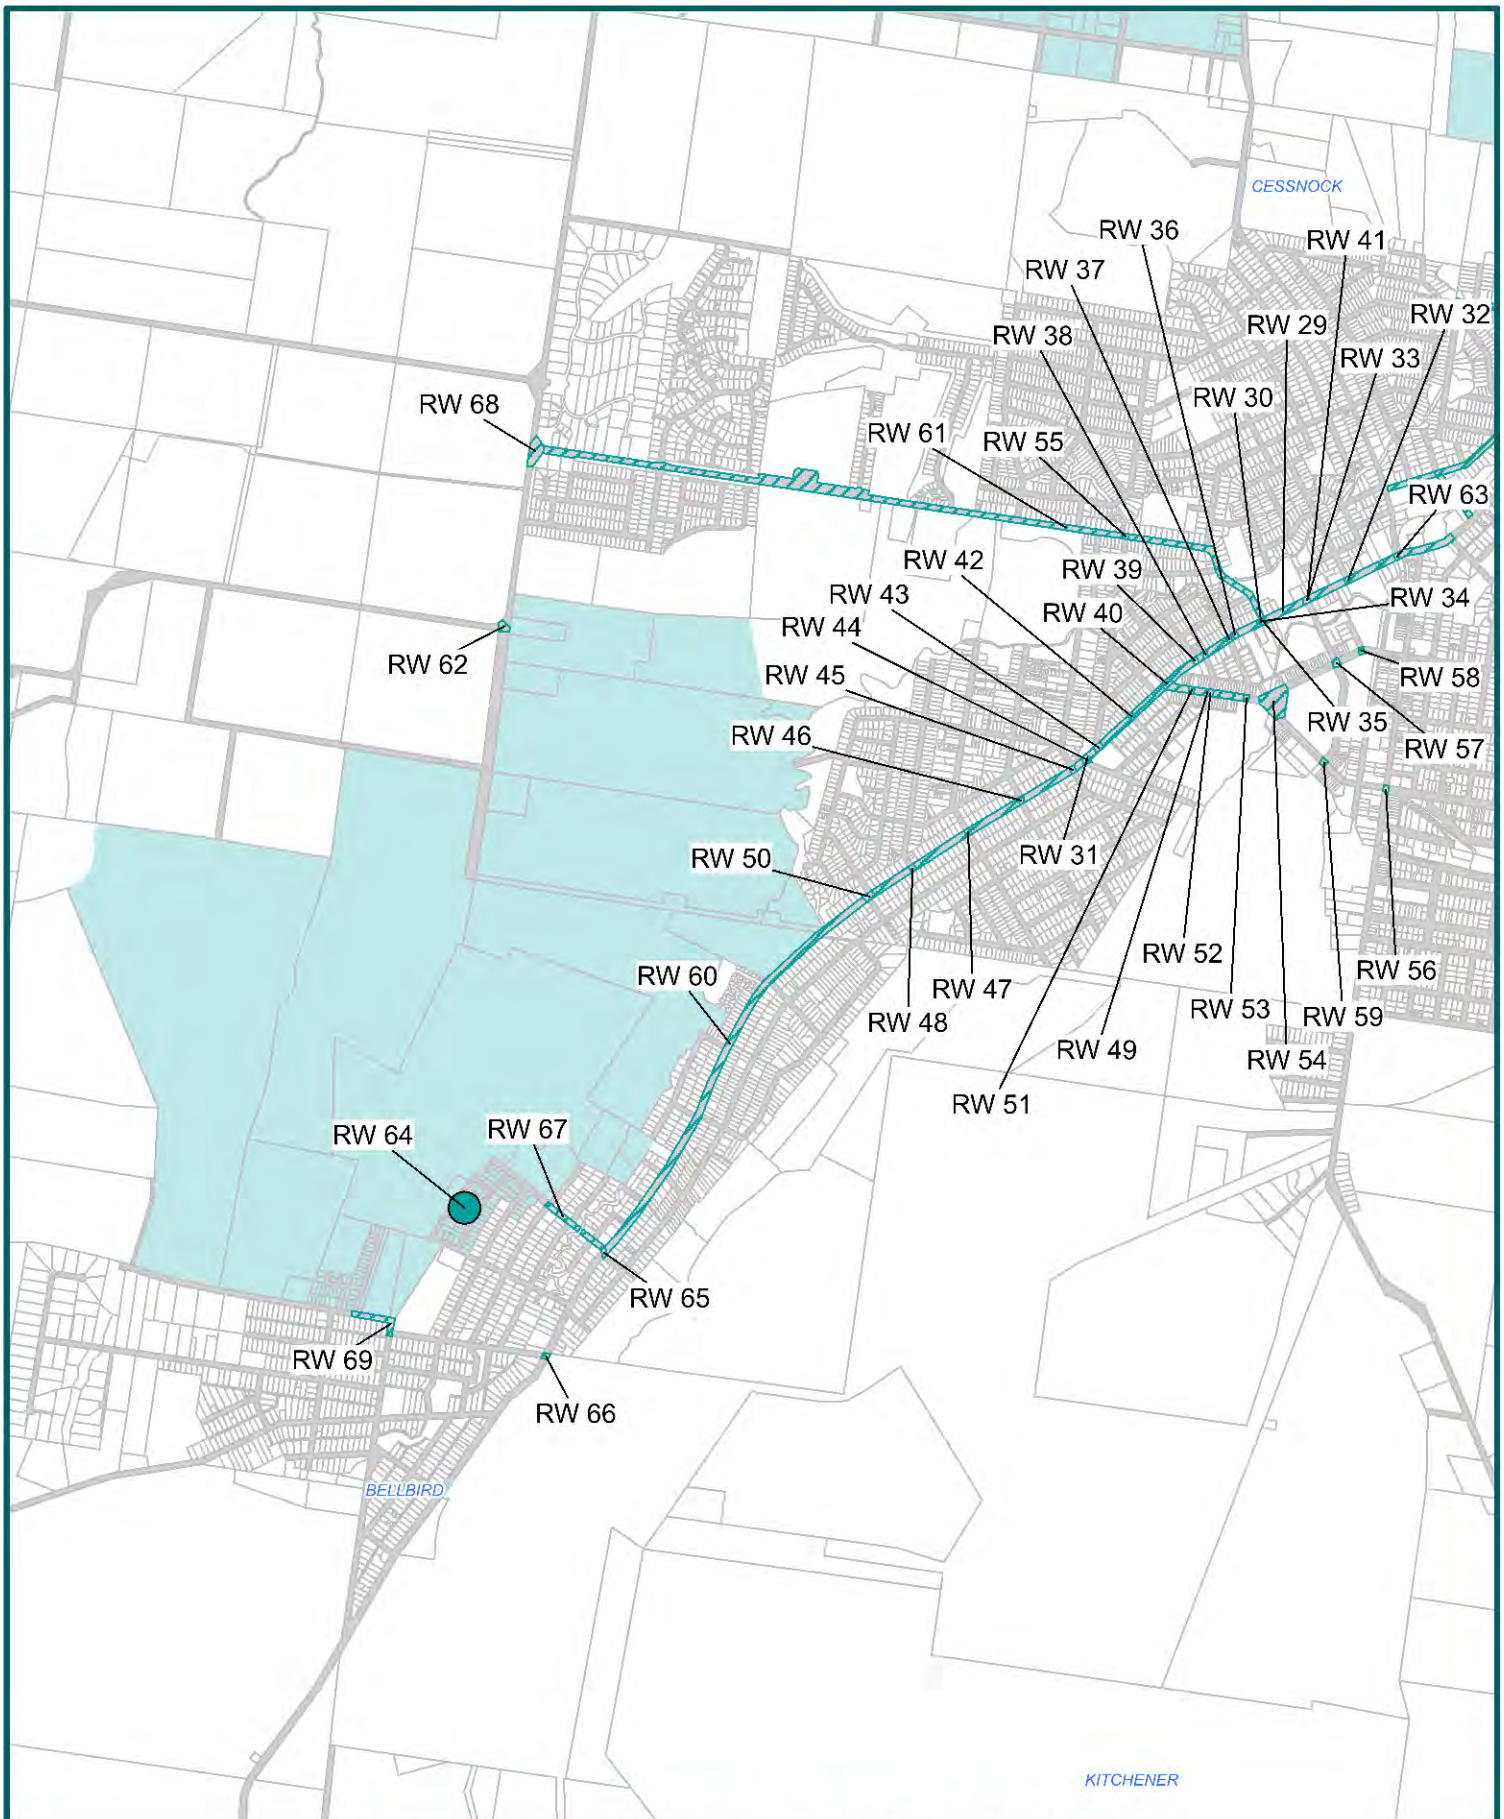 CESSNOCK
RW 36
RW 41
RW 37
RW 32
RW 29
RW 38
RW 33
RW 30
RW 68
RW 61
RW 55
RW 63
RW 42
RW 39
RW 43
RW 34
RW 40
RW 44
RW 62
RW 45
RW 58
RW 35
RW 46
RW 57
RW 31
RW 50
RW 52
RW 56
RW 60
RW 47
RW 53
RW 59
RW 48
RW 49
RW 54
RW 51
RW 67
RW 64
RW 65
RW 69
RW 66
BELLBIRD
KITCHENER